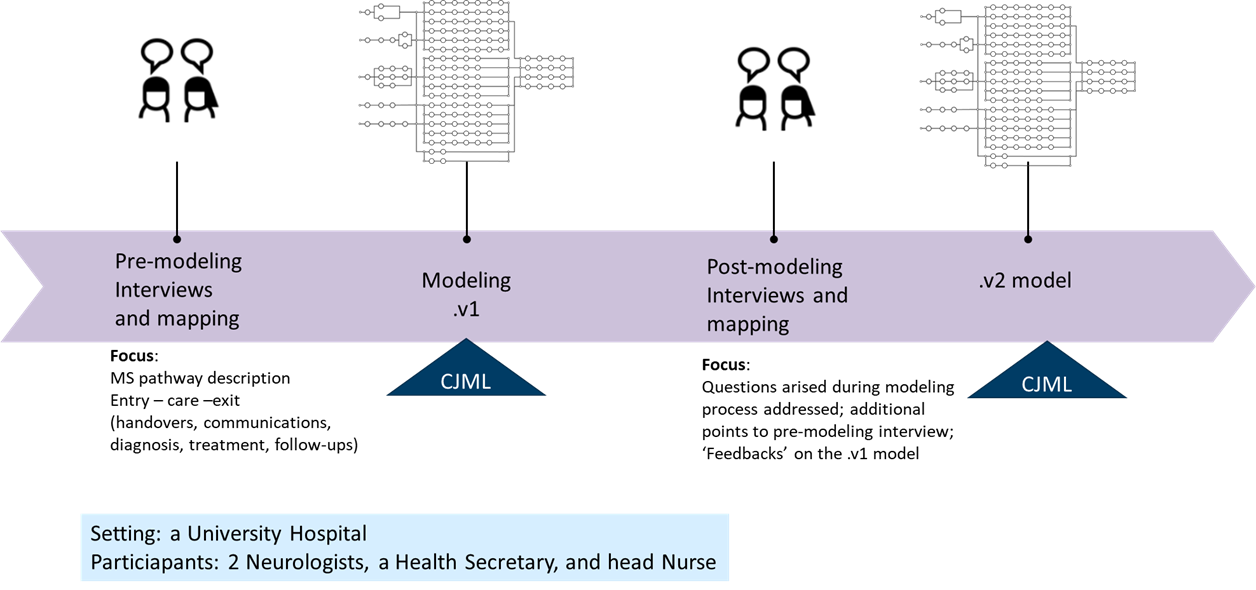 Pre-modeling
Interviews
and mapping
Modeling
.v1
Post-modeling
Interviews and
mapping
.v2 model
Focus:
MS pathway description
Entry – care –exit
(handovers, communications,
diagnosis, treatment, follow-ups)
CJML
Focus:
Questions arised during modeling
process addressed; additional
points to pre-modeling interview;
‘Feedbacks’ on the .v1 model
CJML
Setting: a University Hospital
Particiapants: 2 Neurologists, a Health Secretary, and head Nurse